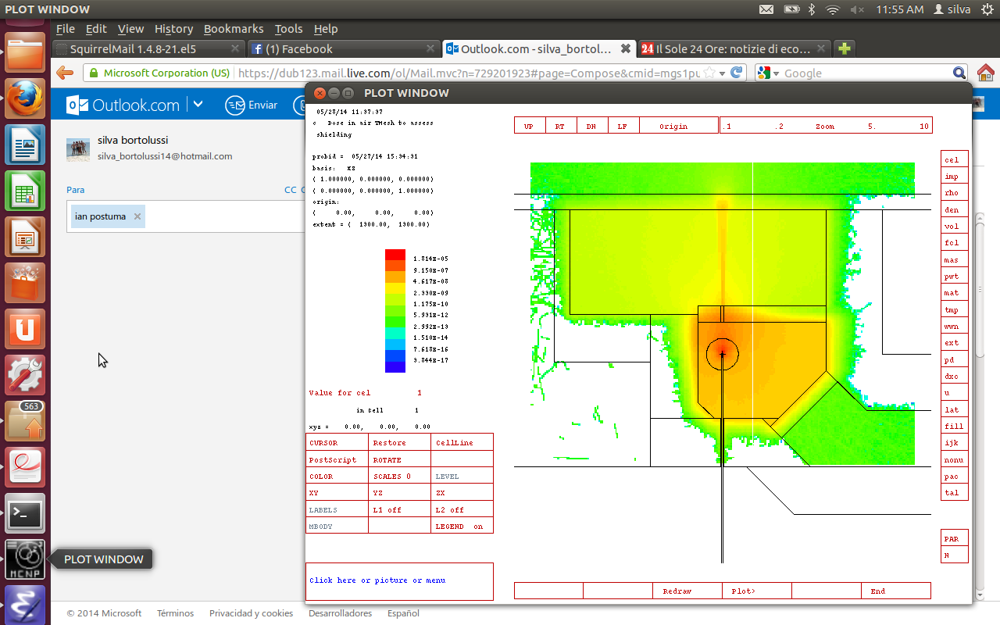 PLOT WINDOW
11:55 AM silva
File Edit View History Bookmarks Tools Help
SquirrelMail 1.4.8-21.el5
(1) Facebook
Outlook.com - silva_bortol...
24 Il Sole 24 Ore: notizie di eco...
Microsoft Corporation (US)
https://dub123.mail.live.com/ol/Mail.mvc?n=729201923#page=Compose&cmid=mgs1pu
Google
Outlook.com
Enviar
silva bortolussi
silva_bortolussi14@hotmail.com
Para
CC
ian postuma
PLOT WINDOW
05/28/14 11:37:37
c Dose in air TMesh to assess
shielding
probid = 05/27/14 15:34:31
basis: XZ
( 1.000000, 0.000000, 0.000000)
( 0.000000, 0.000000, 1.000000)
origin:
( 0.00, 0.00, 0.00)
extent = ( 1300.00, 1300.00)
1.814E-05
9.150E-07
4.617E-08
2.330E-09
1.175E-10
5.931E-12
2.992E-13
1.510E-14
7.618E-16
3.844E-17
Value for cel 1
in Cell 1
xyz = 0.00, 0.00, 0.00
CURSOR Restore CellLine
PostScript ROTATE
COLOR SCALES 0 LEVEL
XY YZ ZX
LABELS L1 off L2 off
MBODY LEGEND on
Click here or picture or menu
UP RT DN LF Origin .1 .2 Zoom 5. 10
cel
imp
rho
den
vol
fcl
mas
pwt
mat
tmp
wwn
ext
pd
dxc
u
lat
fill
ijk
nonu
pac
tal
PAR
N
Redraw Plot> End
563
MCNP
PLOT WINDOW
© 2014 Microsoft Términos Privacidad y cookies Desarrolladores Español